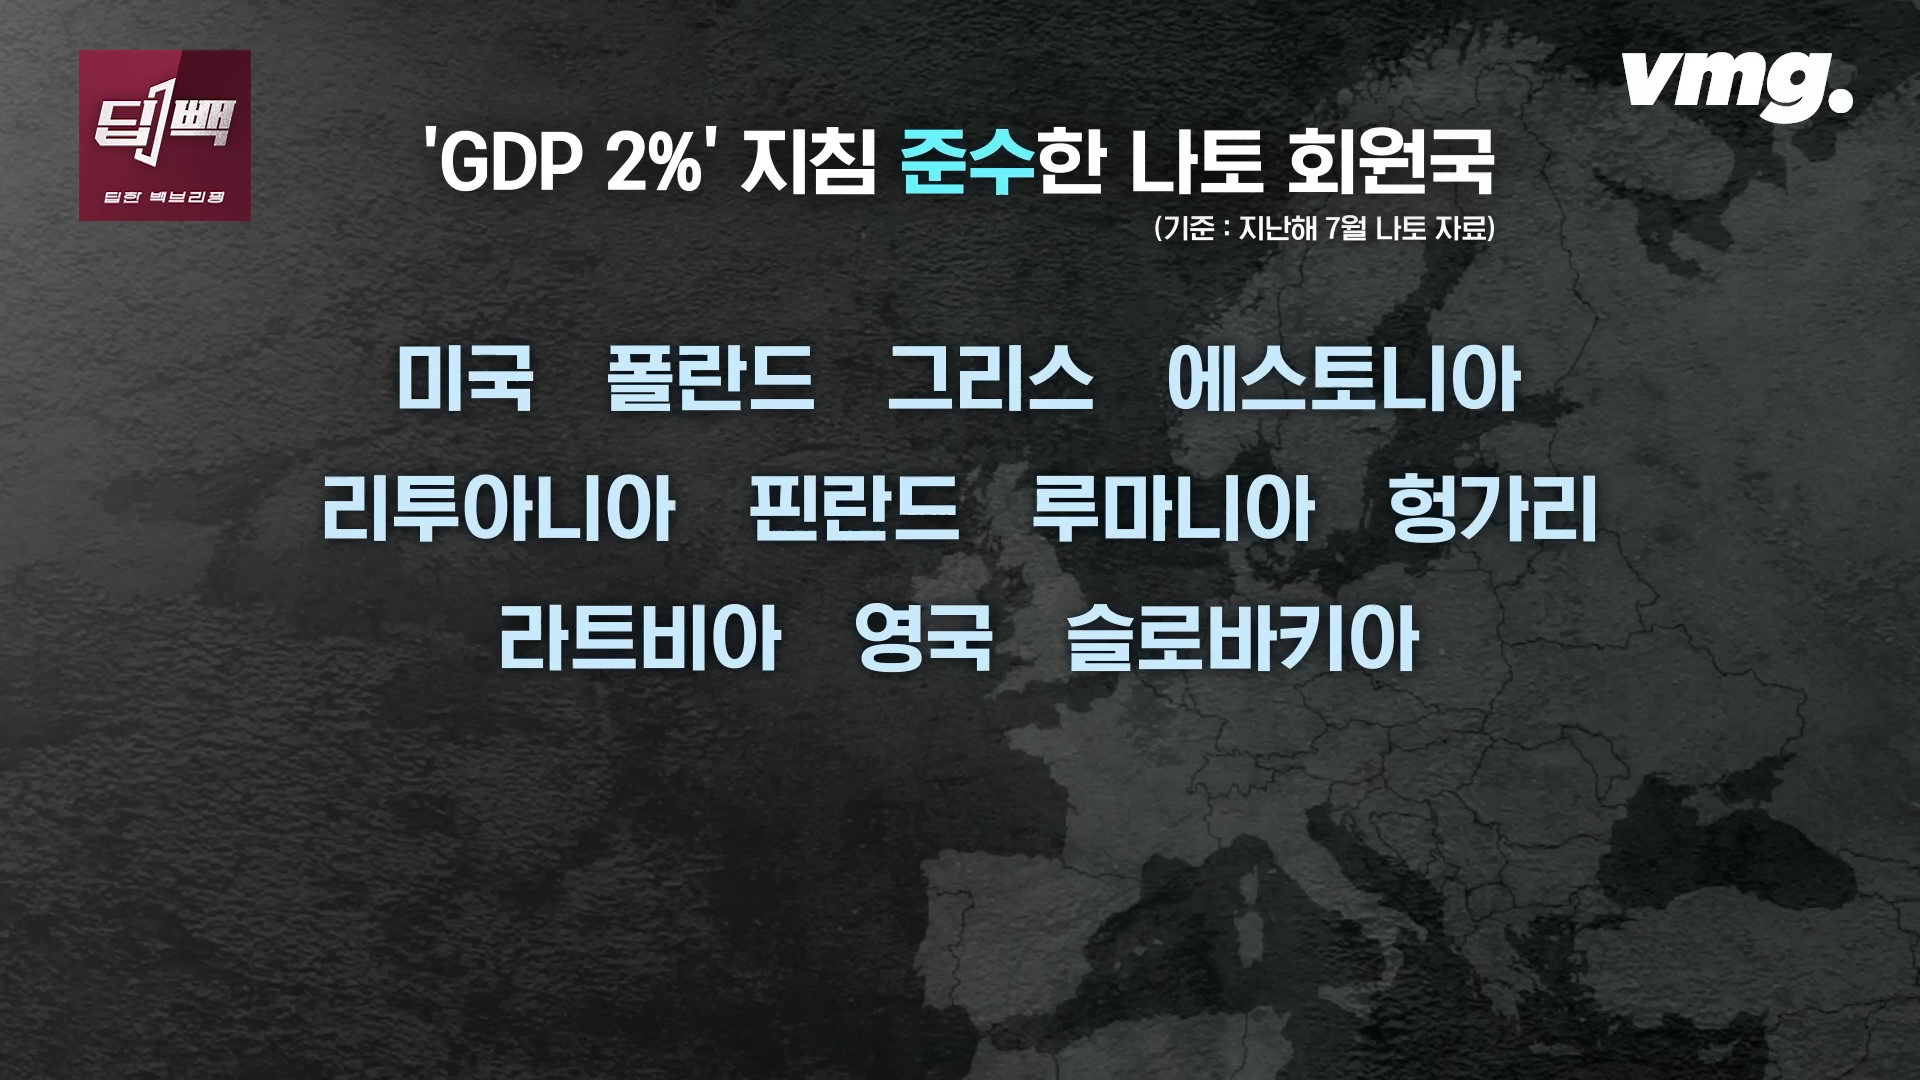 딥빽
딥한 백브리핑
vmg.
'GDP 2%' 지침 준수한 나토 회원국
(기준 : 지난해 7월 나토 자료)
미국 폴란드 그리스 에스토니아
리투아니아 핀란드 루마니아 헝가리
라트비아 영국 슬로바키아